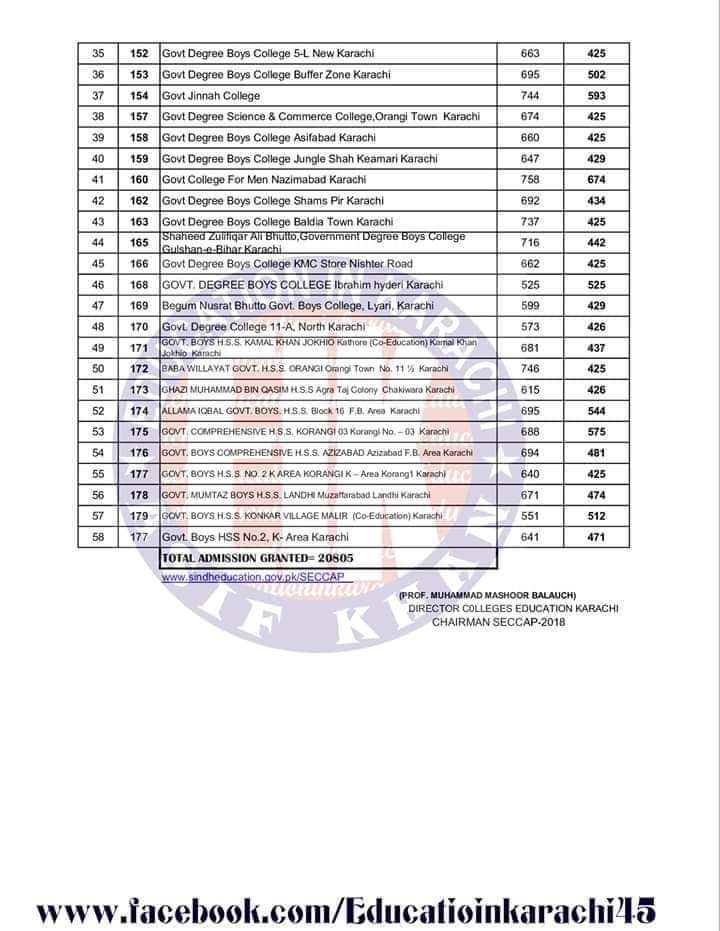 35 152 Govt Degree Boys College 5-L New Karachi 663 425
36 153 Govt Degree Boys College Buffer Zone Karachi 695 502
37 154 Govt Jinnah College 744 593
38 157 Govt Degree Science & Commerce College,Orangi Town Karachi 674 425
39 158 Govt Degree Boys College Asifabad Karachi 660 425
40 159 Govt Degree Boys College Jungle Shah Keamari Karachi 647 429
41 160 Govt College For Men Nazimabad Karachi 758 674
42 162 Govt Degree Boys College Shams Pir Karachi 692 434
43 163 Govt Degree Boys College Baldia Town Karachi 737 425
44 165 Shaheed Zulifiqar Ali Bhutto,Government Degree Boys College 716 442
Gulshan-e-Bihar Karachi
45 166 Govt Degree Boys College KMC Store Nishter Road 662 425
46 168 GOVT. DEGREE BOYS COLLEGE Ibrahim hyderi Karachi 525 525
47 169 Begum Nusrat Bhutto Govt. Boys College, Lyari, Karachi 599 429
48 170 Govt. Degree College 11-A, North Karachi 573 426
49 171 GOVT. BOYS H.S.S. KAMAL KHAN JOKHIO Kathore (Co-Education) Kamal Khan 681 437
Jokhio Karachi
50 172 BABA WILLAYAT GOVT. H.S.S. ORANGI Orangi Town No. 11 ½ Karachi 746 425
51 173 GHAZI MUHAMMAD BIN QASIM H.S.S Agra Taj Colony Chakiwara Karachi 615 426
52 174 ALLAMA IQBAL GOVT. BOYS. H.S.S. Block 16 F.B. Area Karachi 695 544
53 175 GOVT. COMPREHENSIVE H.S.S. KORANGI 03 Korangi No. – 03 Karachi 688 575
54 176 GOVT. BOYS COMPREHENSIVE H.S.S. AZIZABAD Azizabad F.B. Area Karachi 694 481
55 177 GOVT, BOYS H.S.S. NO. 2 K AREA KORANGI K – Area Korang1 Karachi 640 425
56 178 GOVT. MUMTAZ BOYS H.S.S. LANDHI Muzaffarabad Landhi Karachi 671 474
57 179 GOVT. BOYS H.S.S. KONKAR VILLAGE MALIR (Co-Education) Karachi 551 512
58 177 Govt. Boys HSS No.2, K- Area Karachi 641 471
TOTAL ADMISSION GRANTED= 20805
www.sindheducation.gov.pk/SECCAP
(PROF. MUHAMMAD MASHOOR BALAUCH)
DIRECTOR C0LLEGES EDUCATION KARACHI
CHAIRMAN SECCAP-2018
EDUCATION IN KARACHI
ASIF KHAN
www.facebook.com/Educatioinkarachi45